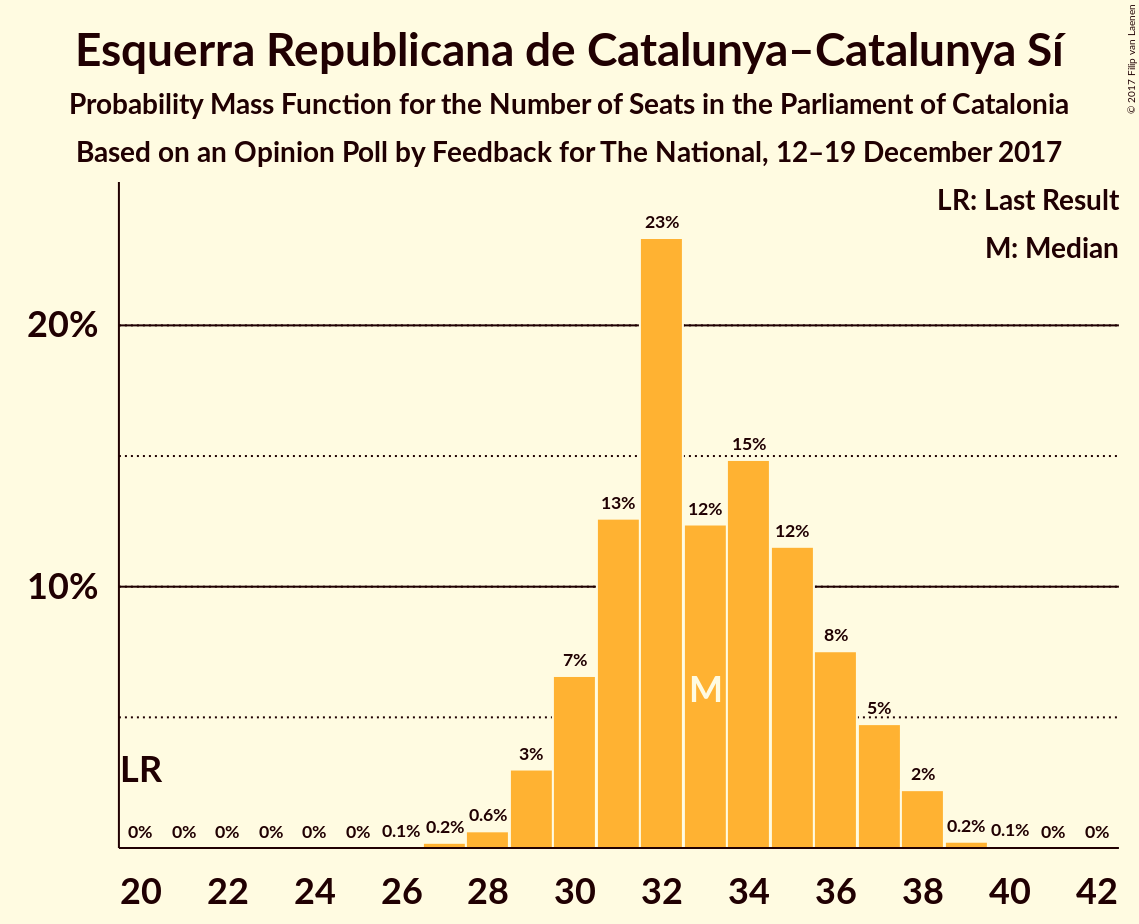 Esquerra Republicana de Catalunya–Catalunya Sí
Probability Mass Function for the Number of Seats in the Parliament of Catalonia
Based on an Opinion Poll by Feedback for The National, 12–19 December 2017
© 2017 Filip van Laenen
LR: Last Result
M: Median
23%
20%
15%
13%
12%
12%
10%
8%
7%
M
5%
3%
LR
2%
0% 0% 0% 0% 0% 0% 0.1% 0.2% 0.6% 0.2% 0.1% 0% 0%
20 22 24 26 28 30 32 34 36 38 40 42